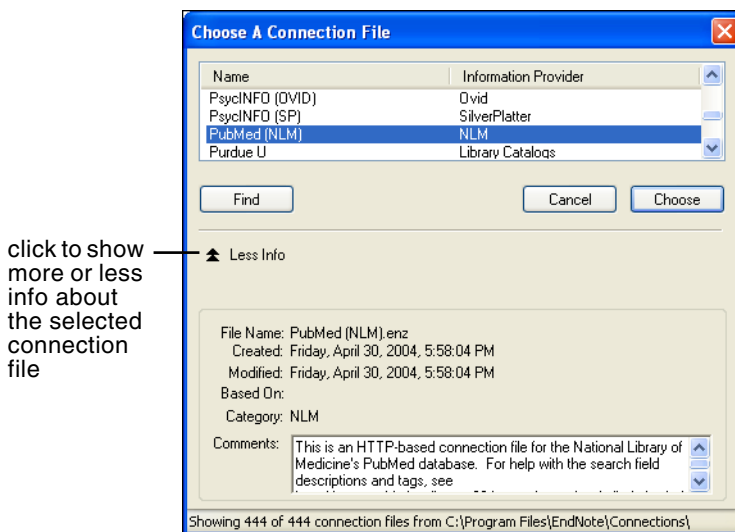 Choose A Connection File
Name Information Provider
PsycINFO (OVID) Ovid
PsycINFO (SP) SilverPlatter
PubMed (NLM) NLM
Purdue U Library Catalogs
Find Cancel Choose
click to show
more or less
info about
the selected
connection
file
Less Info
File Name: PubMed (NLM).enz
Created: Friday, April 30, 2004, 5:58:04 PM
Modified: Friday, April 30, 2004, 5:58:04 PM
Based On:
Category: NLM
Comments: This is an HTTP-based connection file for the National Library of
Medicine's PubMed database. For help with the search field
descriptions and tags, see
Showing 444 of 444 connection files from C:\Program Files\EndNote\Connections\